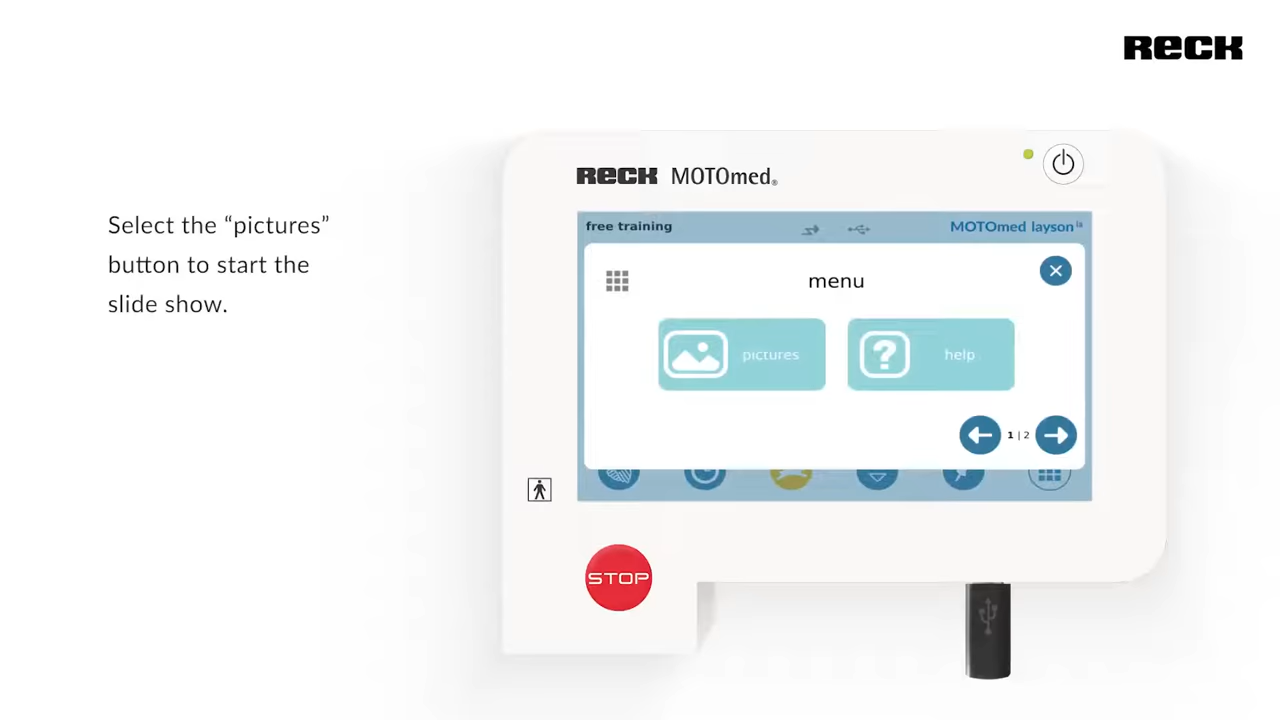 RECK
Select the “pictures”
button to start the
slide show.
RECK MOTOmed®
free training
MOTOmed layson la
menu
pictures
help
1 | 2
STOP